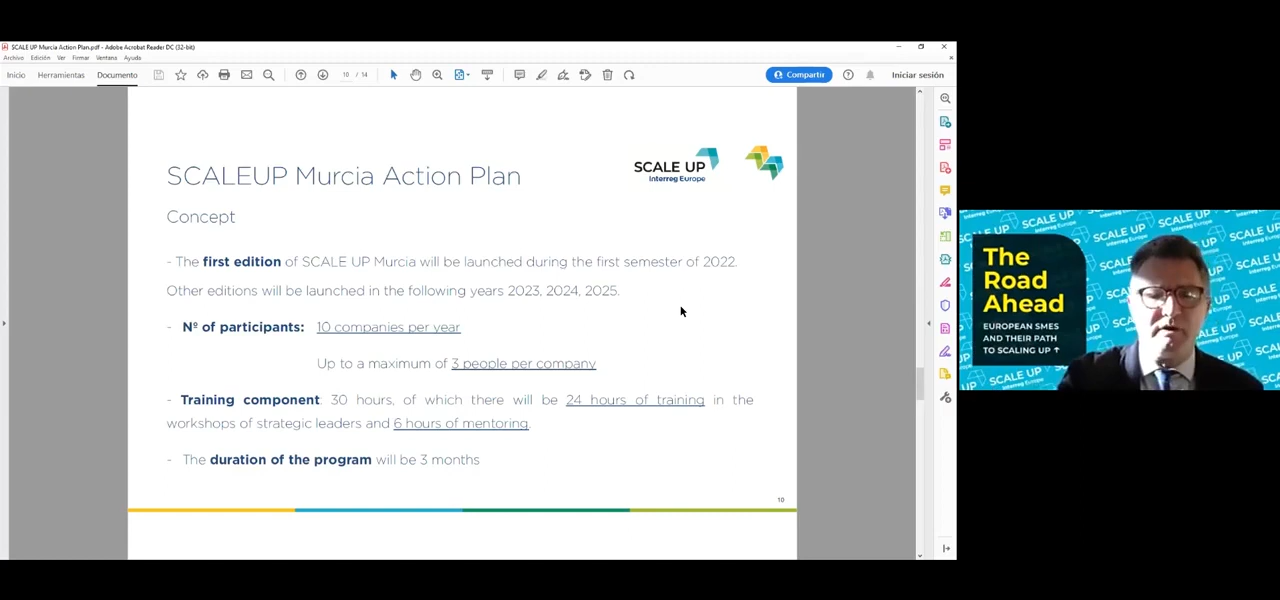 SCALE UP Murcia Action Plan.pdf - Adobe Acrobat Reader DC (32-bit)
Archivo Edición Ver Firmar Ventana Ayuda
Inicio Herramientas Documento 10 / 14 Compartir Iniciar sesión
SCALEUP Murcia Action Plan
SCALE UP
Interreg Europe
Concept
- The first edition of SCALE UP Murcia will be launched during the first semester of 2022.
Other editions will be launched in the following years 2023, 2024, 2025.
- Nº of participants: 10 companies per year
Up to a maximum of 3 people per company
- Training component: 30 hours, of which there will be 24 hours of training in the
workshops of strategic leaders and 6 hours of mentoring.
- The duration of the program will be 3 months
10
The
Road
Ahead
EUROPEAN SMES
AND THEIR PATH
TO SCALING UP ↑
SCALE UP
Interreg Europe